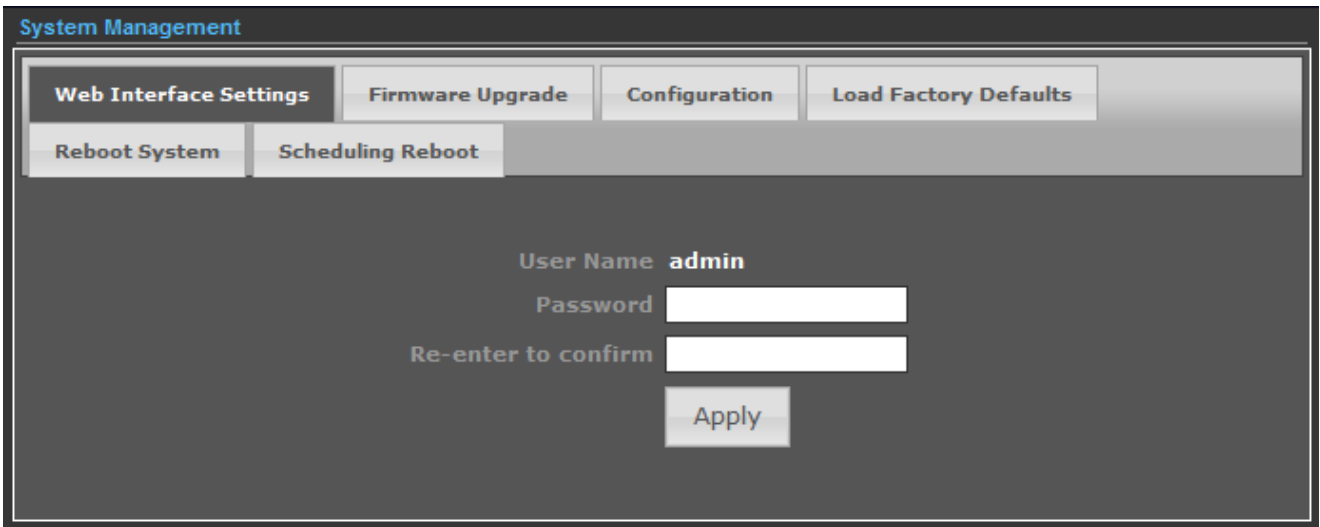 System Management
Web Interface Settings Firmware Upgrade Configuration Load Factory Defaults
Reboot System Scheduling Reboot
User Name admin
Password
Re-enter to confirm
Apply